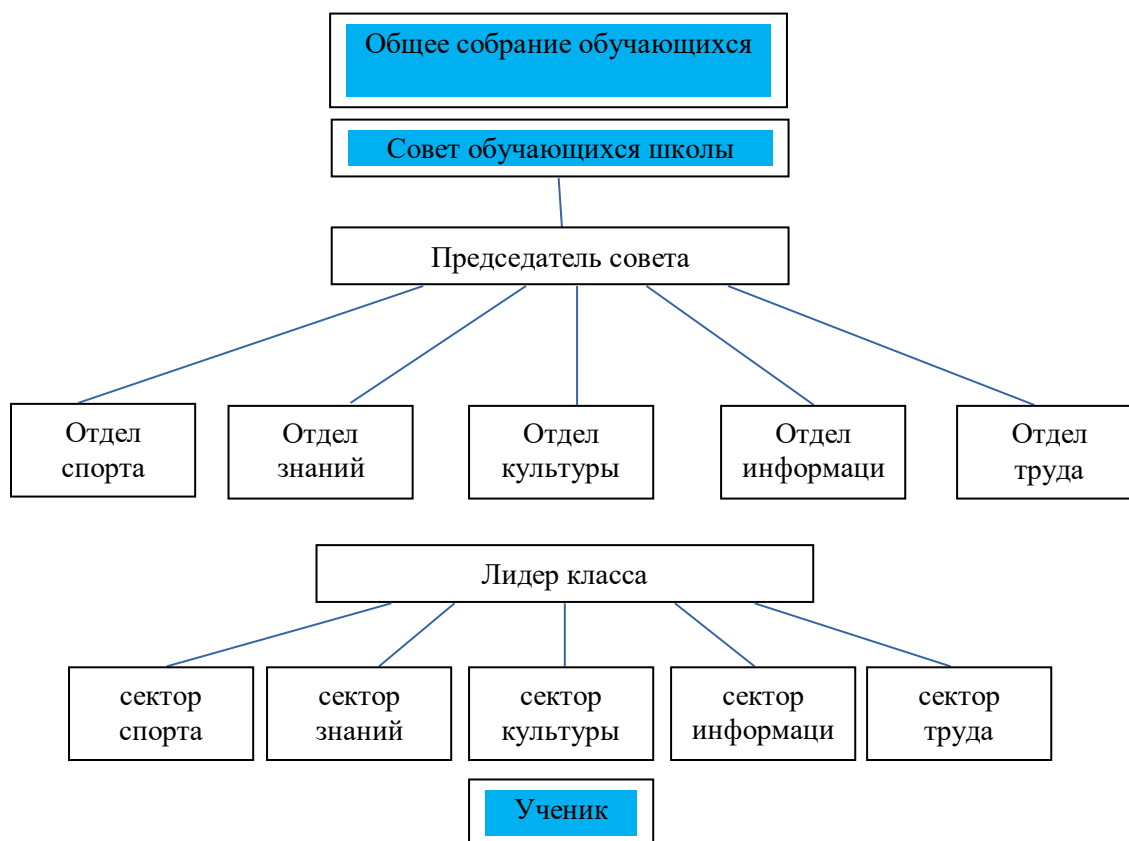 Общее собрание обучающихся
Совет обучающихся школы
Председатель совета
Отдел
спорта
Отдел
знаний
Отдел
культуры
Отдел
информаци
Отдел
труда
Лидер класса
сектор
спорта
сектор
знаний
сектор
культуры
сектор
информаци
сектор
труда
Ученик